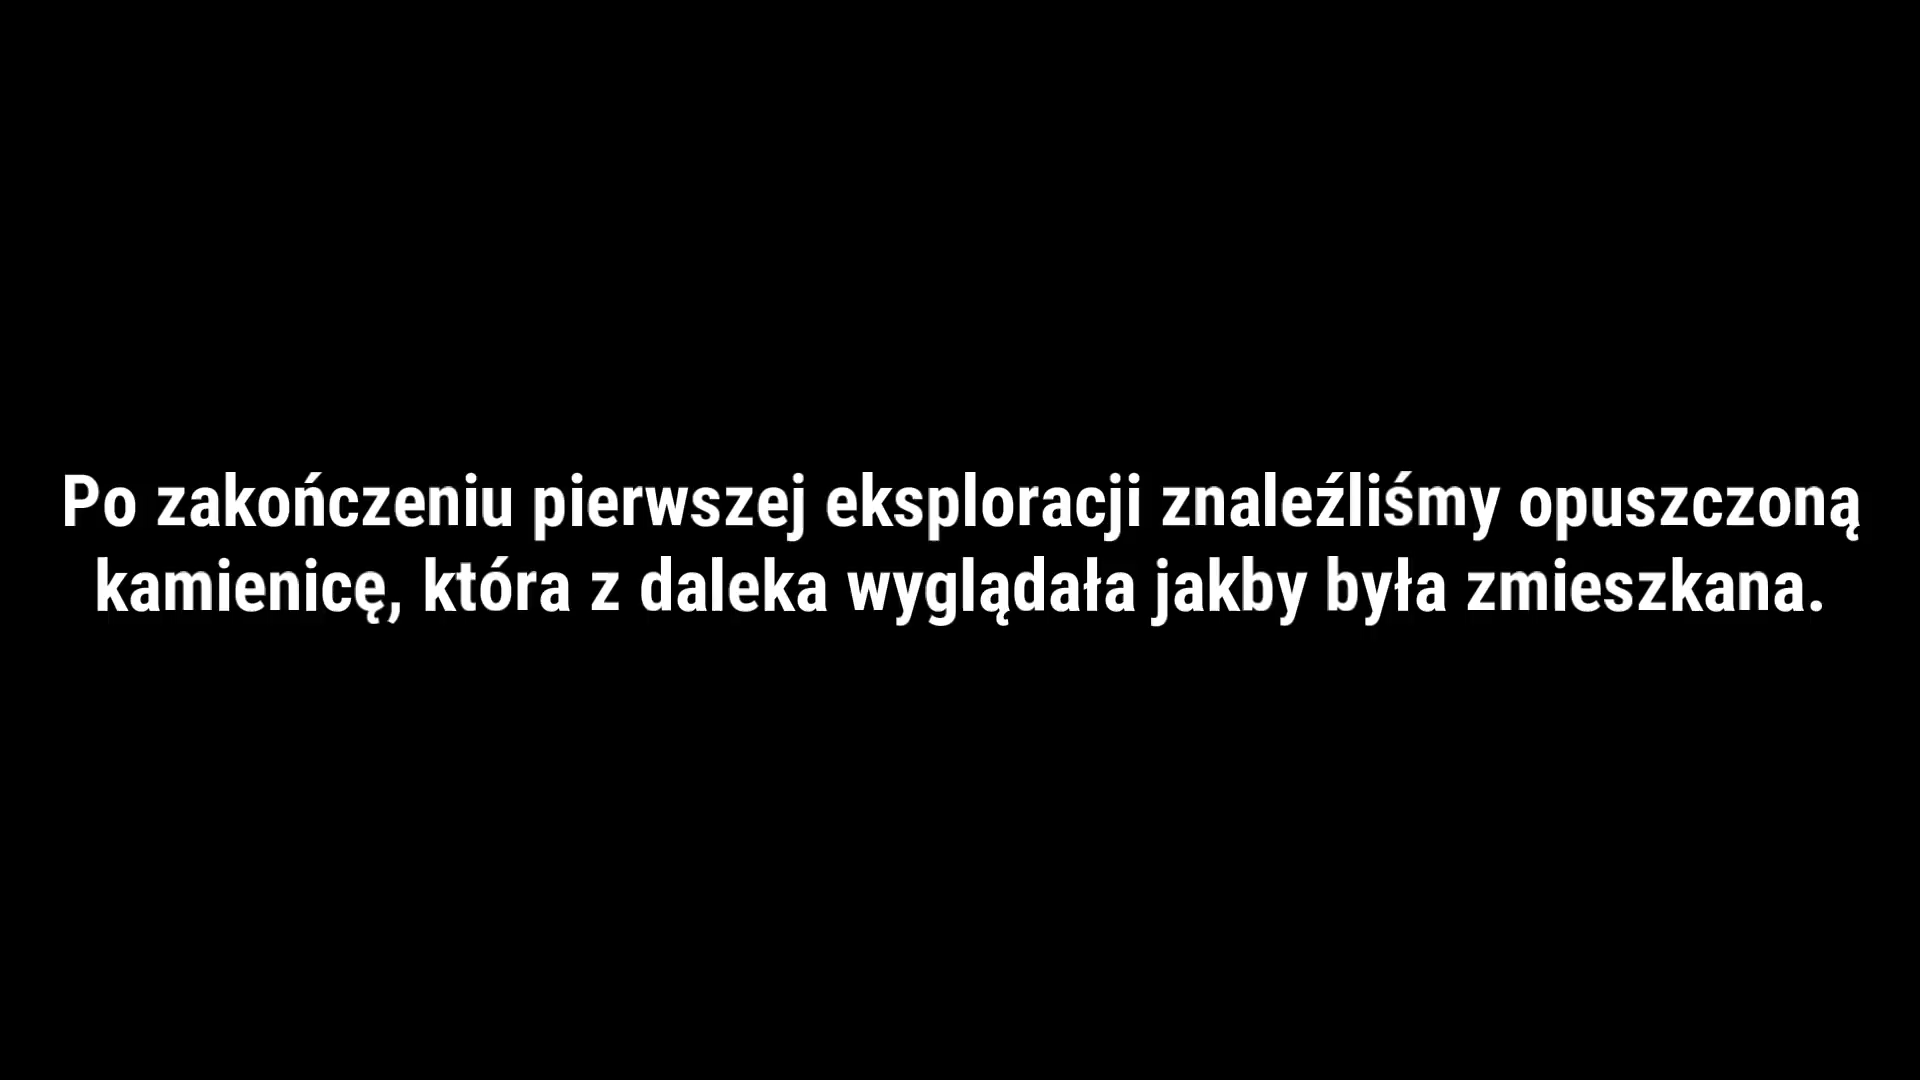 Po zakończeniu pierwszej eksploracji znaleźliśmy opuszczoną
kamienicę, która z daleka wyglądała jakby była zmieszkana.